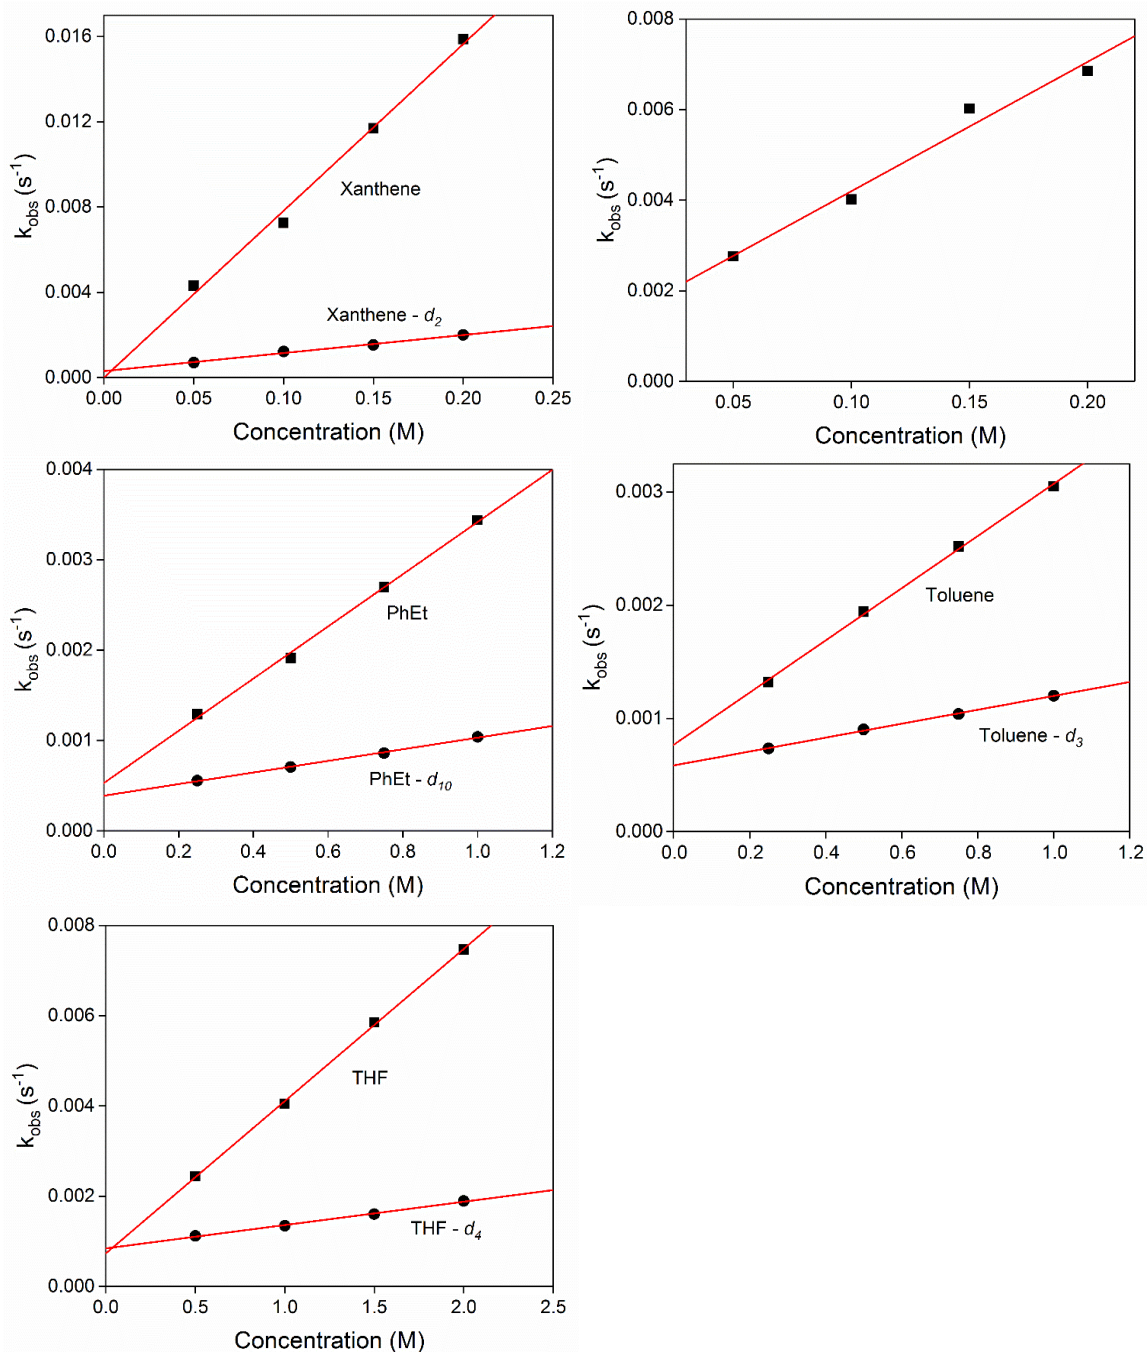 0.016
0.012
0.008
0.004
0.000
k_obs (s⁻¹)
Xanthene
Xanthene - d₂
0.00 0.05 0.10 0.15 0.20 0.25
Concentration (M)
0.008
0.006
0.004
0.002
0.000
k_obs (s⁻¹)
0.05 0.10 0.15 0.20
Concentration (M)
0.004
0.003
0.002
0.001
0.000
k_obs (s⁻¹)
PhEt
PhEt - d₁₀
0.0 0.2 0.4 0.6 0.8 1.0 1.2
Concentration (M)
0.003
0.002
0.001
0.000
k_obs (s⁻¹)
Toluene
Toluene - d₃
0.0 0.2 0.4 0.6 0.8 1.0 1.2
Concentration (M)
0.008
0.006
0.004
0.002
0.000
k_obs (s⁻¹)
THF
THF - d₄
0.0 0.5 1.0 1.5 2.0 2.5
Concentration (M)